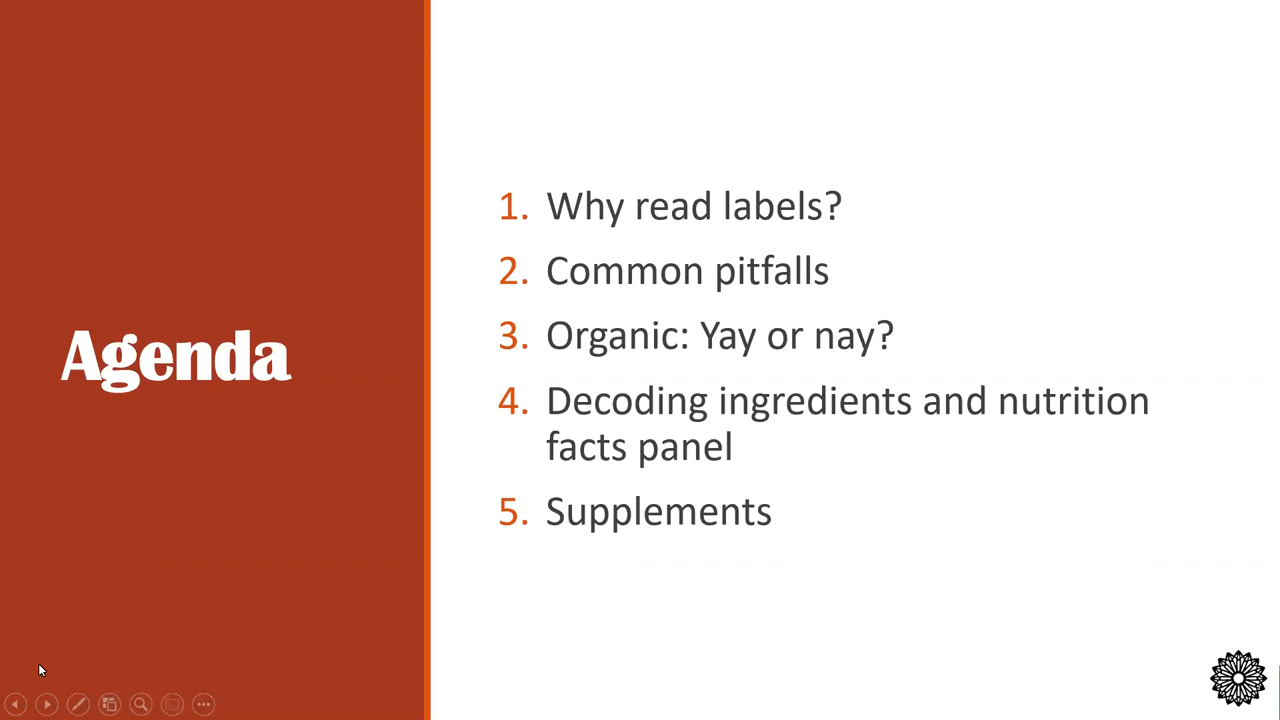 Agenda
1. Why read labels?
2. Common pitfalls
3. Organic: Yay or nay?
4. Decoding ingredients and nutrition
facts panel
5. Supplements